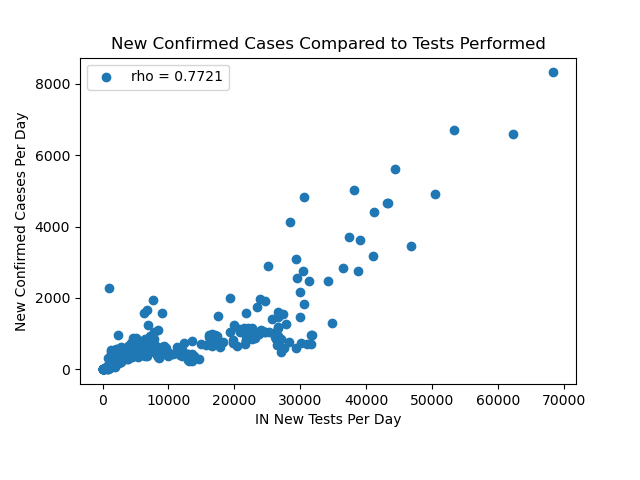 New Confirmed Cases Compared to Tests Performed
rho = 0.7721
New Confirmed Caeses Per Day
8000
6000
4000
2000
0
0 10000 20000 30000 40000 50000 60000 70000
IN New Tests Per Day